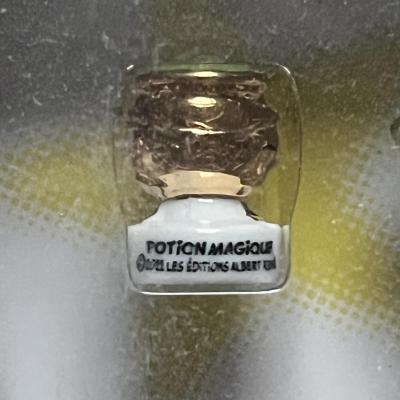 POTION MAGIQUE
LES ÉDITIONS ALBERT